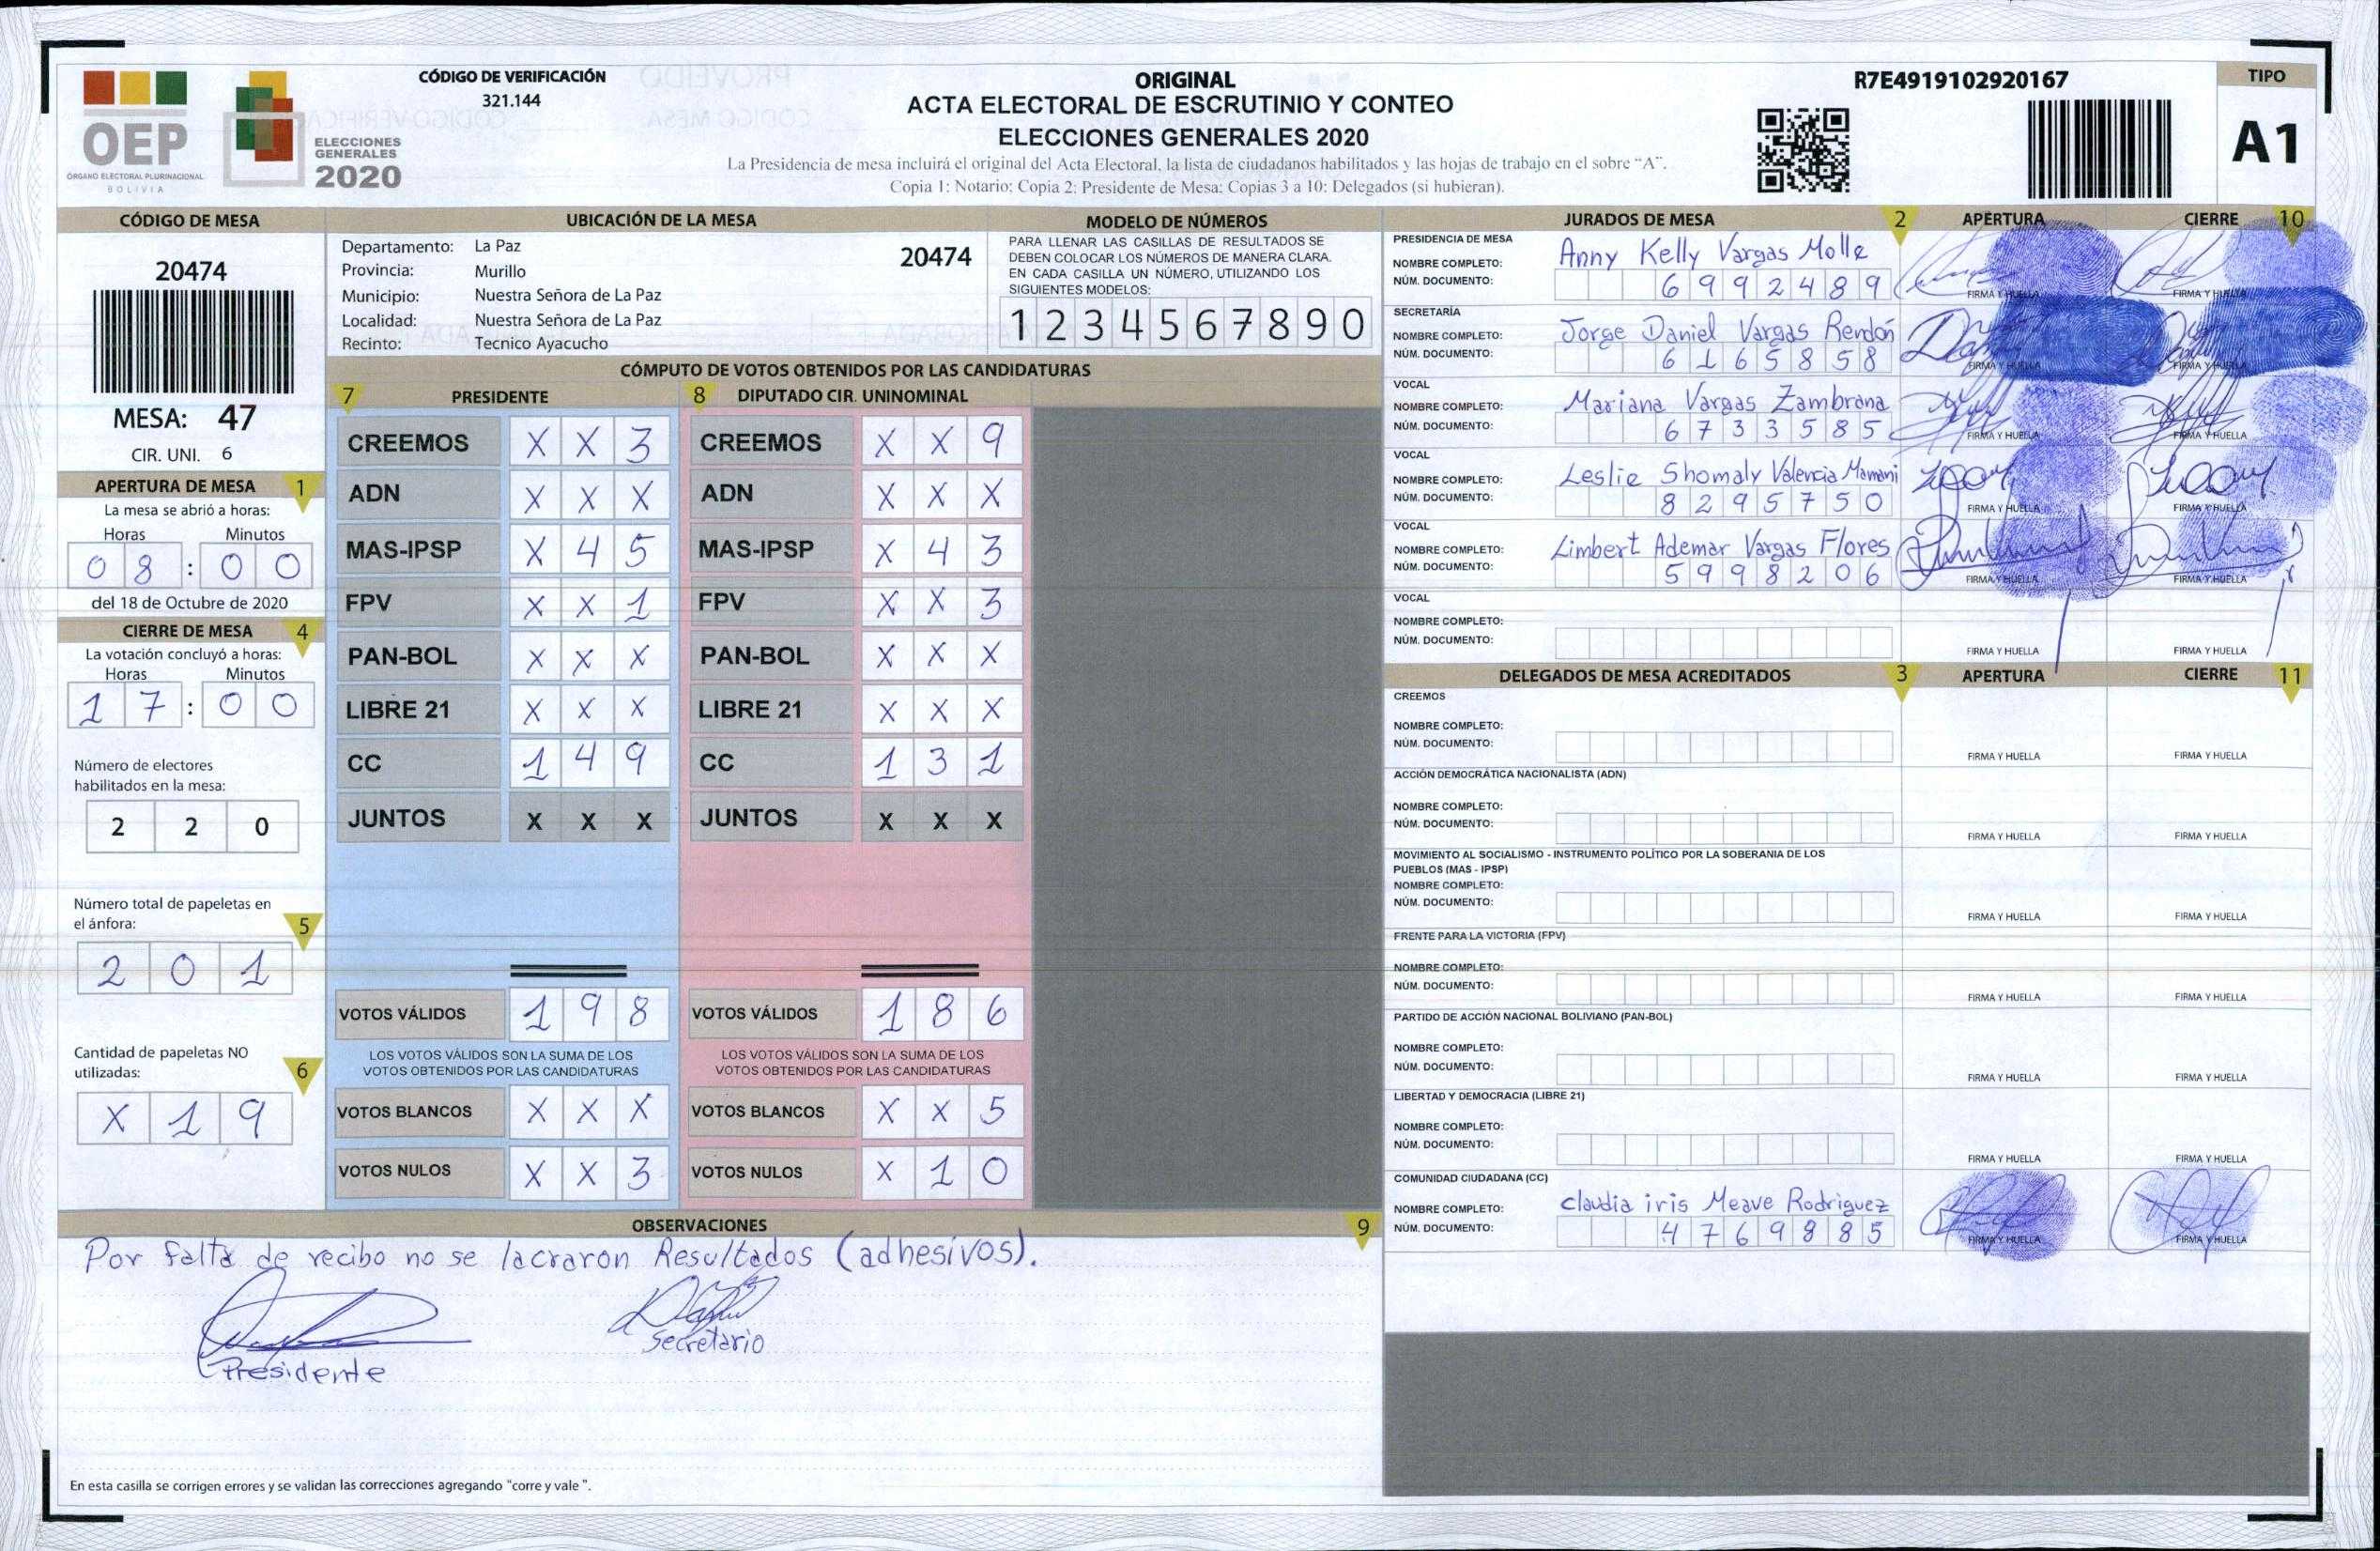 OEP
ÓRGANO ELECTORAL PLURINACIONAL
BOLIVIA
ELECCIONES
GENERALES
2020
CÓDIGO DE VERIFICACIÓN
321.144
ORIGINAL
ACTA ELECTORAL DE ESCRUTINIO Y CONTEO
ELECCIONES GENERALES 2020
La Presidencia de mesa incluirá el original del Acta Electoral, la lista de ciudadanos habilitados y las hojas de trabajo en el sobre “A”.
Copia 1: Notario; Copia 2: Presidente de Mesa; Copias 3 a 10: Delegados (si hubieran).
R7E4919102920167
TIPO
A1
CÓDIGO DE MESA
20474
MESA: 47
CIR. UNI. 6
APERTURA DE MESA 1
La mesa se abrió a horas:
Horas Minutos
0 8 : 0 0
del 18 de Octubre de 2020
CIERRE DE MESA 4
La votación concluyó a horas:
Horas Minutos
1 7 : 0 0
Número de electores
habilitados en la mesa:
2 2 0
Número total de papeletas en
el ánfora: 5
2 0 1
Cantidad de papeletas NO
utilizadas: 6
X 1 9
UBICACIÓN DE LA MESA
Departamento: La Paz 20474
Provincia: Murillo
Municipio: Nuestra Señora de La Paz
Localidad: Nuestra Señora de La Paz
Recinto: Tecnico Ayacucho
MODELO DE NÚMEROS
PARA LLENAR LAS CASILLAS DE RESULTADOS SE
DEBEN COLOCAR LOS NÚMEROS DE MANERA CLARA.
EN CADA CASILLA UN NÚMERO, UTILIZANDO LOS
SIGUIENTES MODELOS:
1 2 3 4 5 6 7 8 9 0
CÓMPUTO DE VOTOS OBTENIDOS POR LAS CANDIDATURAS
7 PRESIDENTE 8 DIPUTADO CIR. UNINOMINAL
CREEMOS X X 3 CREEMOS X X 9
ADN X X X ADN X X X
MAS-IPSP X 4 5 MAS-IPSP X 4 3
FPV X X 1 FPV X X 3
PAN-BOL X X X PAN-BOL X X X
LIBRE 21 X X X LIBRE 21 X X X
CC 1 4 9 CC 1 3 1
JUNTOS X X X JUNTOS X X X
VOTOS VÁLIDOS 1 9 8 VOTOS VÁLIDOS 1 8 6
LOS VOTOS VÁLIDOS SON LA SUMA DE LOS LOS VOTOS VÁLIDOS SON LA SUMA DE LOS
VOTOS OBTENIDOS POR LAS CANDIDATURAS VOTOS OBTENIDOS POR LAS CANDIDATURAS
VOTOS BLANCOS X X X VOTOS BLANCOS X X 5
VOTOS NULOS X X 3 VOTOS NULOS X 1 0
OBSERVACIONES 9
Por falta de recibo no se lacraron Resultados (adhesivos).
Presidente
Secretario
En esta casilla se corrigen errores y se validan las correcciones agregando "corre y vale ".
JURADOS DE MESA 2 APERTURA CIERRE 10
PRESIDENCIA DE MESA
NOMBRE COMPLETO: Anny Kelly Vargas Molle
NÚM. DOCUMENTO: 6 9 9 2 4 8 9 FIRMA Y HUELLA FIRMA Y HUELLA
SECRETARÍA
NOMBRE COMPLETO: Jorge Daniel Vargas Rendón
NÚM. DOCUMENTO: 6 1 6 5 8 5 8 FIRMA Y HUELLA FIRMA Y HUELLA
VOCAL
NOMBRE COMPLETO: Mariana Vargas Zambrana
NÚM. DOCUMENTO: 6 7 3 3 5 8 5 FIRMA Y HUELLA FIRMA Y HUELLA
VOCAL
NOMBRE COMPLETO: Leslie Shomaly Valencia Mamani
NÚM. DOCUMENTO: 8 2 9 5 7 5 0 FIRMA Y HUELLA FIRMA Y HUELLA
VOCAL
NOMBRE COMPLETO: Limbert Ademar Vargas Flores
NÚM. DOCUMENTO: 5 9 9 8 2 0 6 FIRMA Y HUELLA FIRMA Y HUELLA
VOCAL
NOMBRE COMPLETO:
NÚM. DOCUMENTO: FIRMA Y HUELLA FIRMA Y HUELLA
DELEGADOS DE MESA ACREDITADOS 3 APERTURA CIERRE 11
CREEMOS
NOMBRE COMPLETO:
NÚM. DOCUMENTO: FIRMA Y HUELLA FIRMA Y HUELLA
ACCIÓN DEMOCRÁTICA NACIONALISTA (ADN)
NOMBRE COMPLETO:
NÚM. DOCUMENTO: FIRMA Y HUELLA FIRMA Y HUELLA
MOVIMIENTO AL SOCIALISMO - INSTRUMENTO POLÍTICO POR LA SOBERANIA DE LOS
PUEBLOS (MAS - IPSP)
NOMBRE COMPLETO:
NÚM. DOCUMENTO: FIRMA Y HUELLA FIRMA Y HUELLA
FRENTE PARA LA VICTORIA (FPV)
NOMBRE COMPLETO:
NÚM. DOCUMENTO: FIRMA Y HUELLA FIRMA Y HUELLA
PARTIDO DE ACCIÓN NACIONAL BOLIVIANO (PAN-BOL)
NOMBRE COMPLETO:
NÚM. DOCUMENTO: FIRMA Y HUELLA FIRMA Y HUELLA
LIBERTAD Y DEMOCRACIA (LIBRE 21)
NOMBRE COMPLETO:
NÚM. DOCUMENTO: FIRMA Y HUELLA FIRMA Y HUELLA
COMUNIDAD CIUDADANA (CC)
NOMBRE COMPLETO: Claudia iris Meave Rodriguez
NÚM. DOCUMENTO: 4 7 6 9 8 8 5 FIRMA Y HUELLA FIRMA Y HUELLA